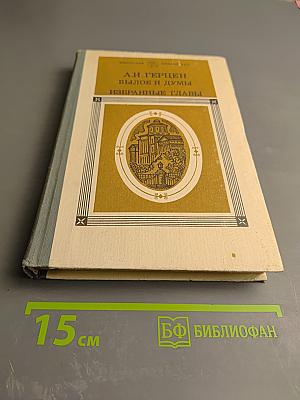 А.И. ГЕРЦЕН
БЫЛОЕ И ДУМЫ
ИЗБРАННЫЕ ГЛАВЫ
15 см
БФ БИБЛИОФАН